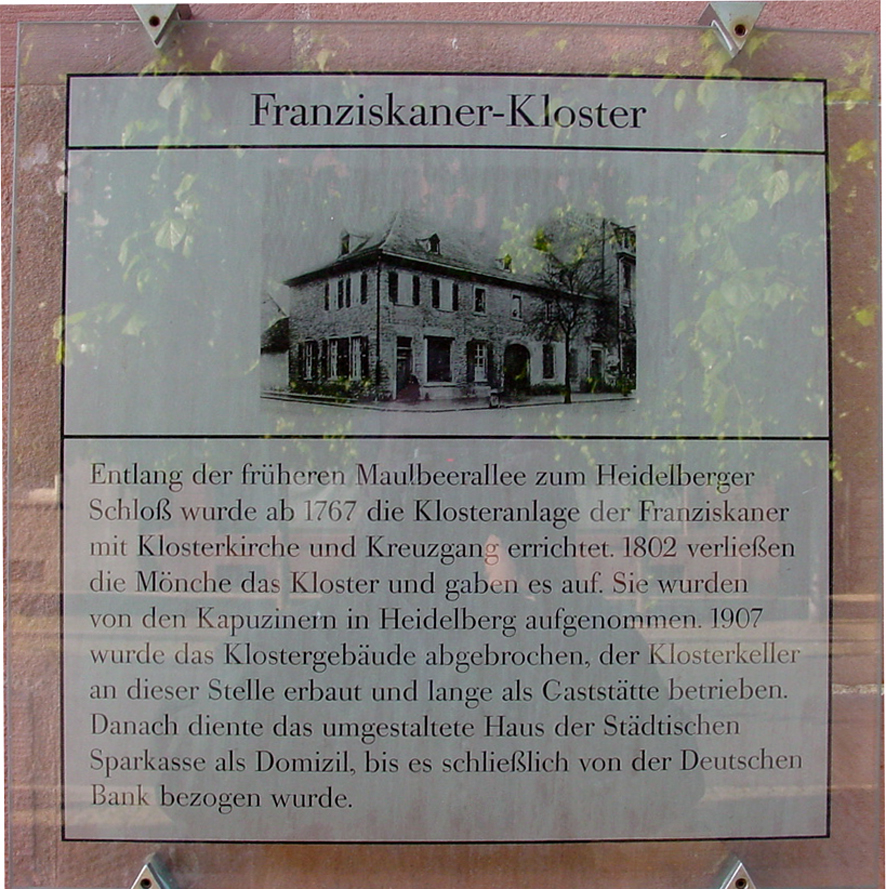 Franziskaner-Kloster
Entlang der früheren Maulbeerallee zum Heidelberger
Schloß wurde ab 1767 die Klosteranlage der Franziskaner
mit Klosterkirche und Kreuzgang errichtet. 1802 verließen
die Mönche das Kloster und gaben es auf. Sie wurden
von den Kapuzinern in Heidelberg aufgenommen. 1907
wurde das Klostergebäude abgebrochen, der Klosterkeller
an dieser Stelle erbaut und lange als Gaststätte betrieben.
Danach diente das umgestaltete Haus der Städtischen
Sparkasse als Domizil, bis es schließlich von der Deutschen
Bank bezogen wurde.